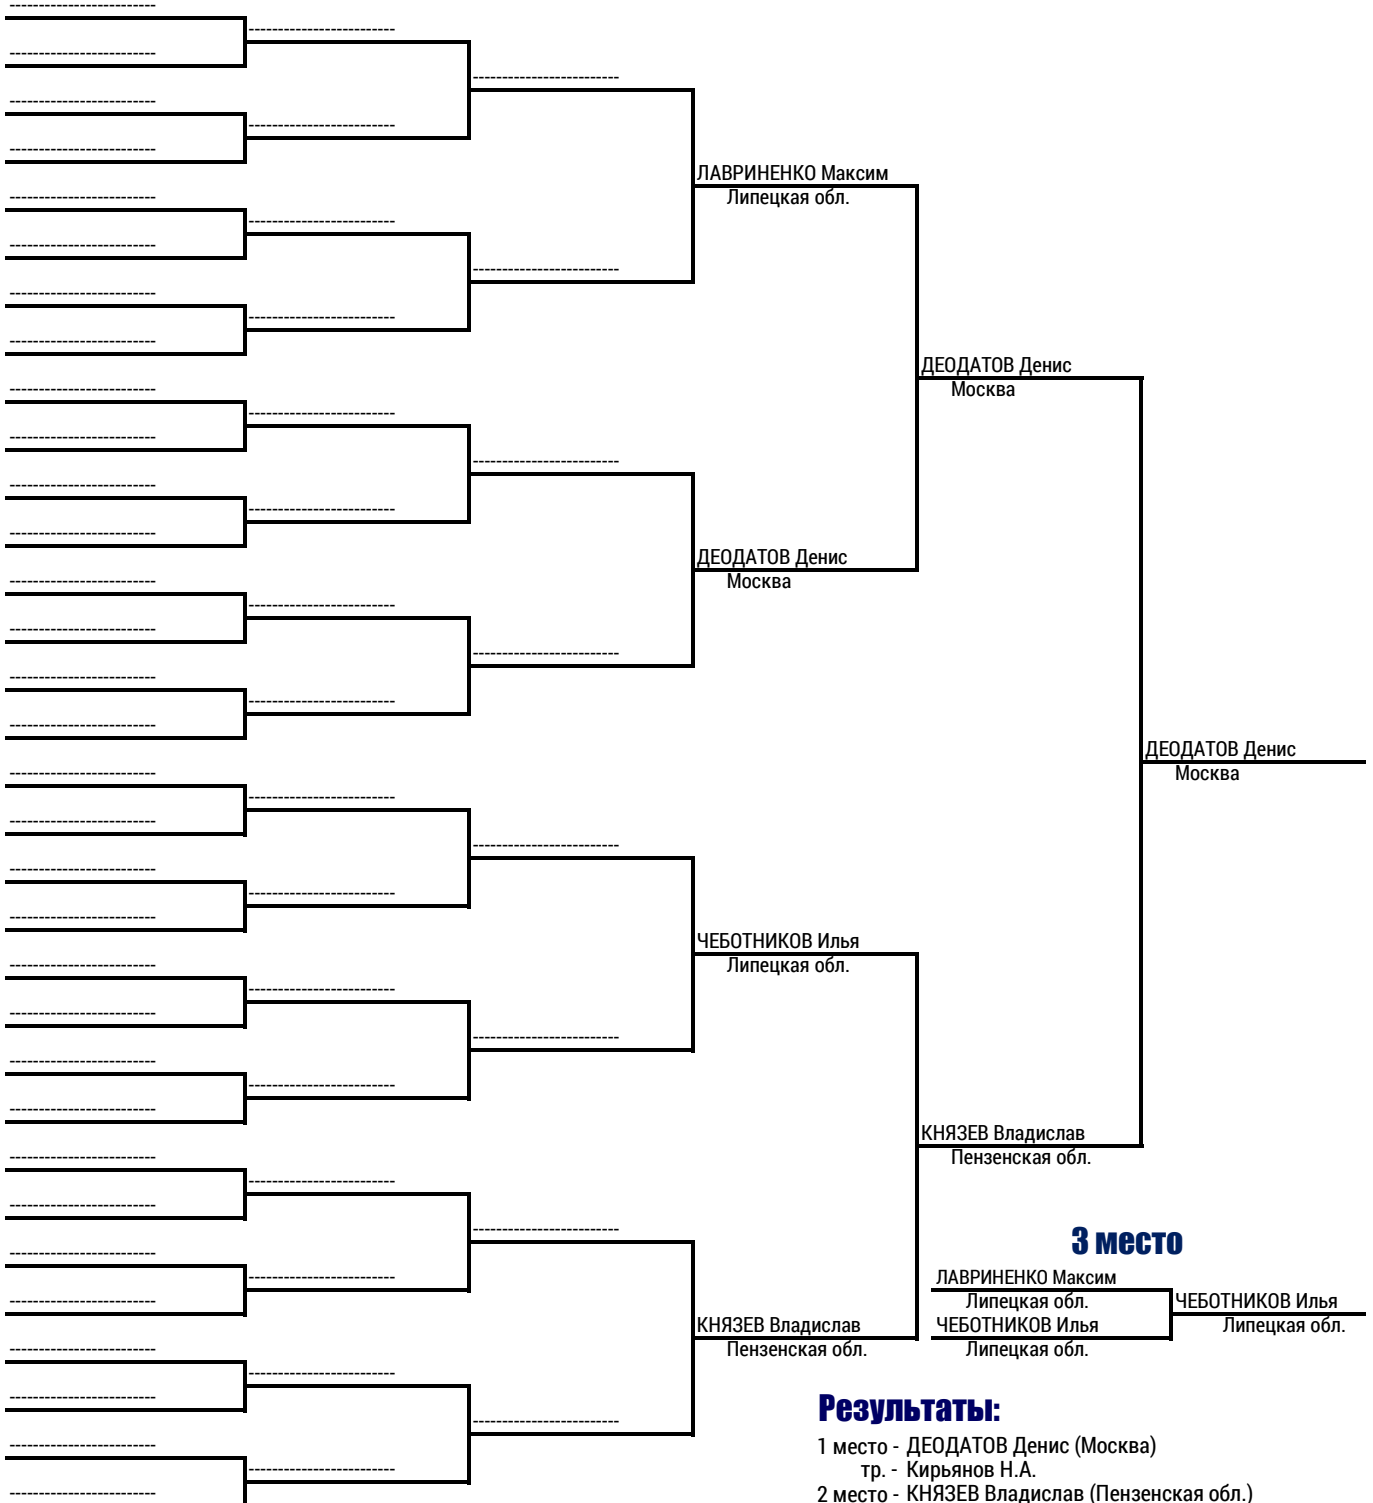 ЛАВРИНЕНКО Максим
Липецкая обл.
ДЕОДАТОВ Денис
Москва
ДЕОДАТОВ Денис
Москва
ДЕОДАТОВ Денис
Москва
ЧЕБОТНИКОВ Илья
Липецкая обл.
КНЯЗЕВ Владислав
Пензенская обл.
КНЯЗЕВ Владислав
Пензенская обл.
3 место
ЛАВРИНЕНКО Максим
Липецкая обл.
ЧЕБОТНИКОВ Илья
Липецкая обл.
ЧЕБОТНИКОВ Илья
Липецкая обл.
Результаты:
1 место - ДЕОДАТОВ Денис (Москва)
тр. - Кирьянов Н.А.
2 место - КНЯЗЕВ Владислав (Пензенская обл.)